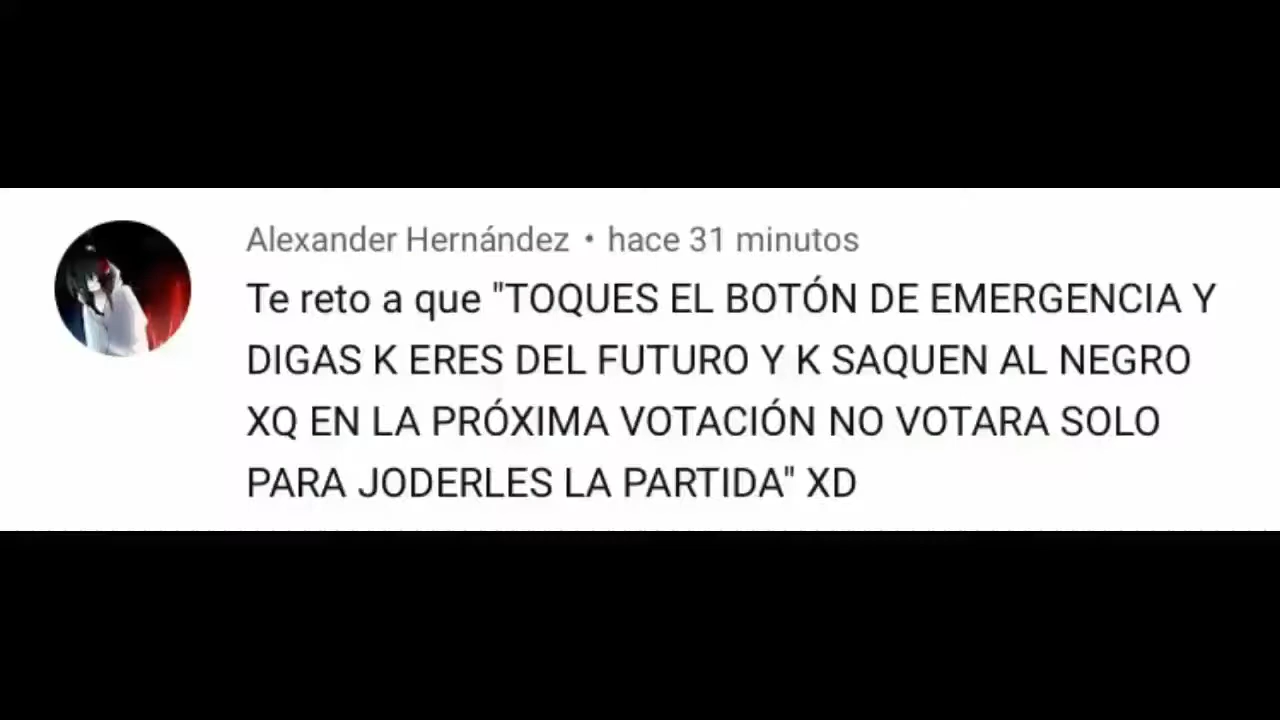 Alexander Hernández • hace 31 minutos
Te reto a que "TOQUES EL BOTÓN DE EMERGENCIA Y
DIGAS K ERES DEL FUTURO Y K SAQUEN AL NEGRO
XQ EN LA PRÓXIMA VOTACIÓN NO VOTARA SOLO
PARA JODERLES LA PARTIDA" XD